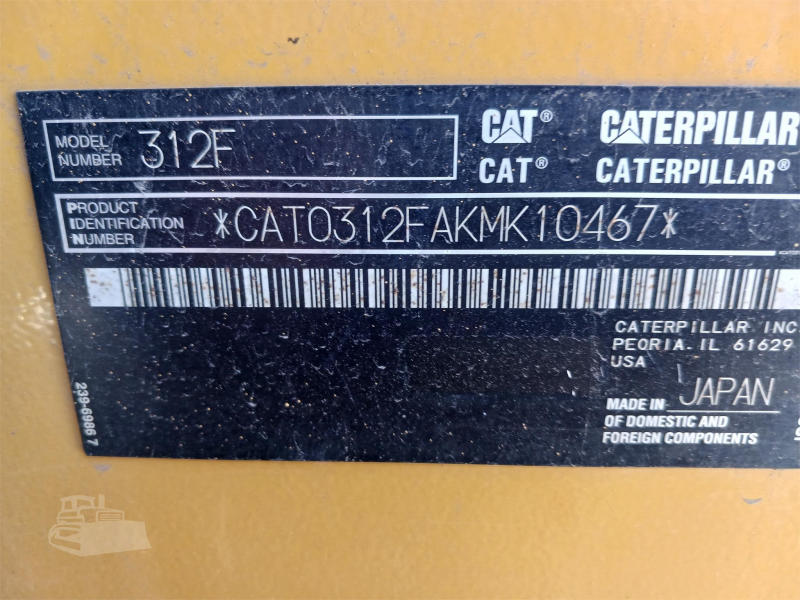 MODEL NUMBER 312F
CAT® CATERPILLAR
CAT® CATERPILLAR®
PRODUCT IDENTIFICATION NUMBER *CAT0312FAKMK10467*
CATERPILLAR INC
PEORIA.IL 61629
USA
MADE IN JAPAN
OF DOMESTIC AND
FOREIGN COMPONENTS
239-6986 7